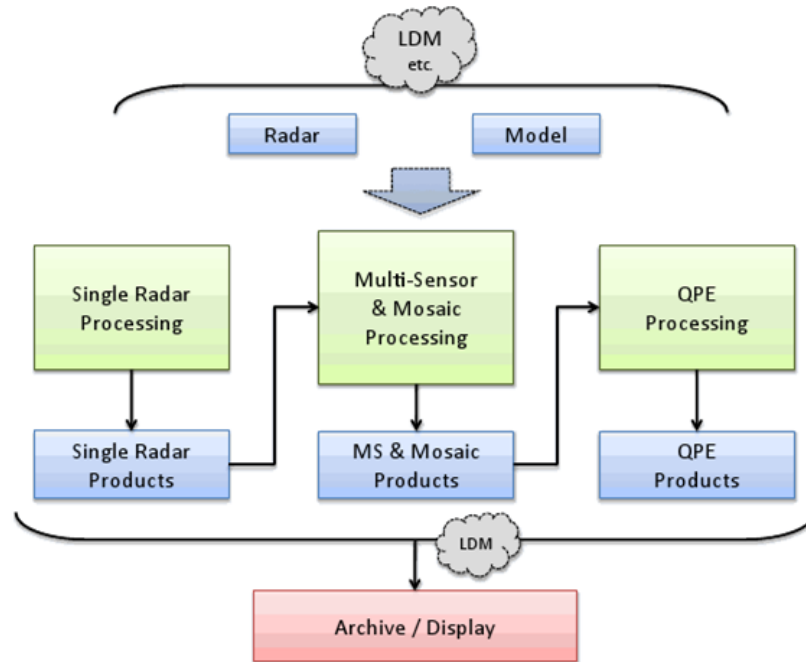 LDM
etc.
Radar
Model
Single Radar
Processing
Multi-Sensor
& Mosaic
Processing
QPE
Processing
Single Radar
Products
MS & Mosaic
Products
QPE
Products
LDM
Archive / Display